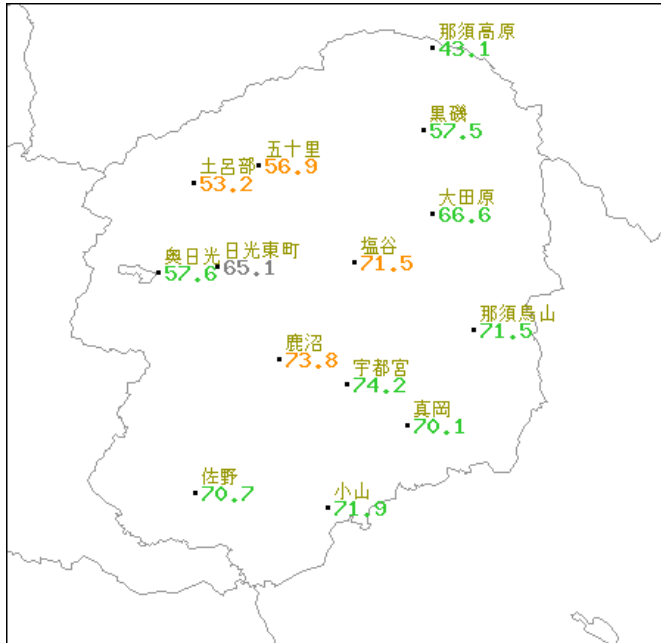 那須高原
43.1
黒磯
57.5
五十里
56.9
土呂部
53.2
大田原
66.6
塩谷
71.5
日光東町
65.1
奥日光
57.6
那須烏山
71.5
鹿沼
73.8
宇都宮
74.2
真岡
70.1
佐野
70.7
小山
71.9